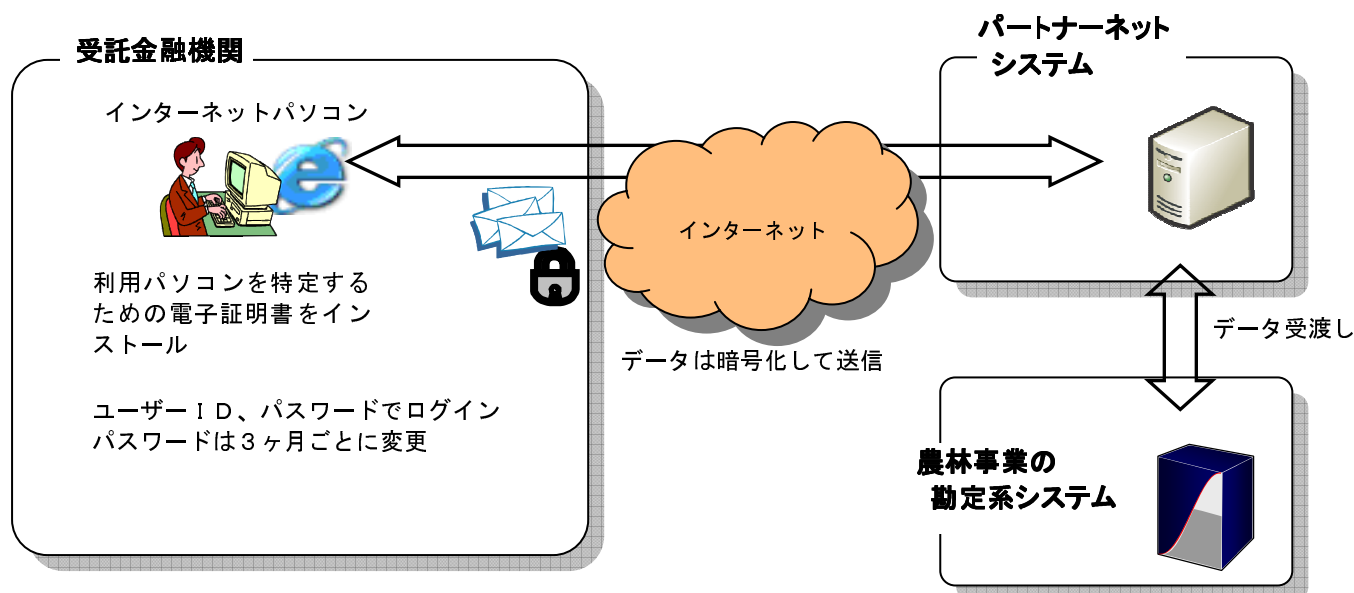 受託金融機関
インターネットパソコン
利用パソコンを特定する
ための電子証明書をイン
ストール
ユーザーＩＤ、パスワードでログイン
パスワードは３ヶ月ごとに変更
インターネット
データは暗号化して送信
パートナーネット
システム
データ受渡し
農林事業の
勘定系システム